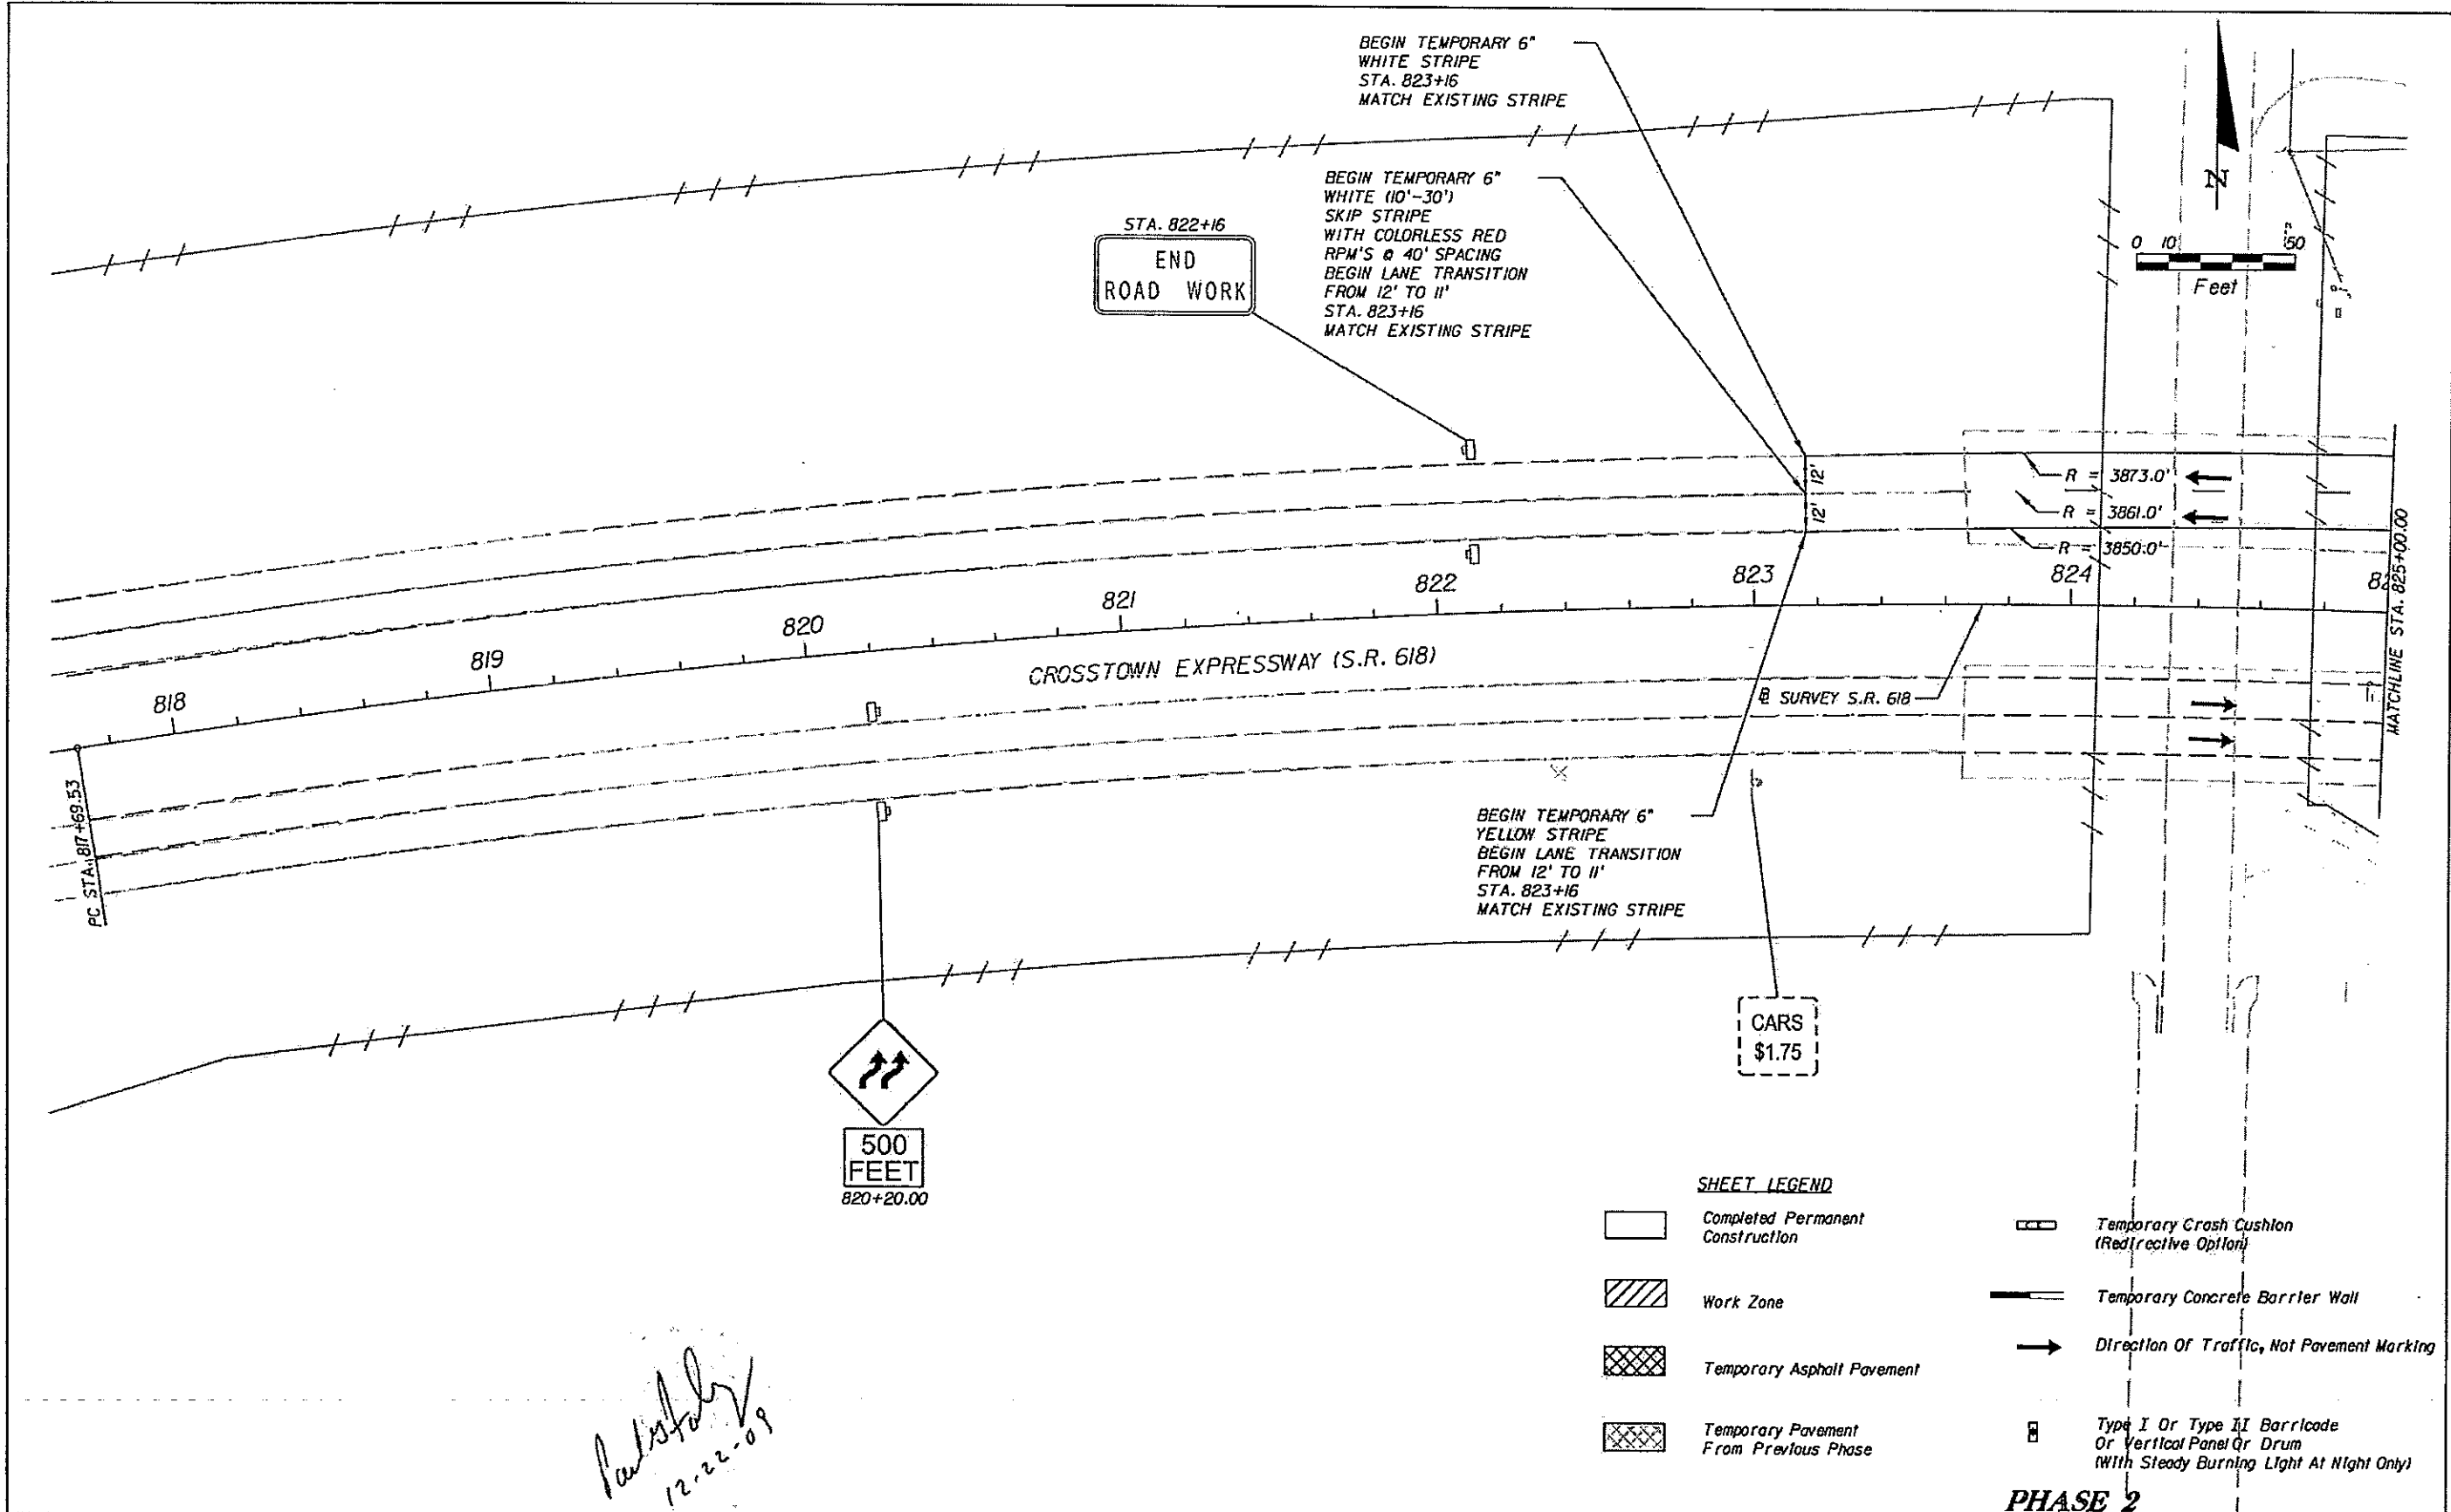 BEGIN TEMPORARY 6"
WHITE STRIPE
STA. 823+16
MATCH EXISTING STRIPE
BEGIN TEMPORARY 6"
WHITE (10'-30')
SKIP STRIPE
WITH COLORLESS RED
RPM'S @ 40' SPACING
BEGIN LANE TRANSITION
FROM 12' TO 11'
STA. 823+16
MATCH EXISTING STRIPE
STA. 822+16
END
ROAD WORK
N
0 10 50
Feet
12'
12'
R = 3873.0'
R = 3861.0'
R = 3850.0'
818
819
820
821
822
823
824
MATCHLINE STA. 825+00.00
CROSSTOWN EXPRESSWAY (S.R. 618)
SURVEY S.R. 618
PC STA. 817+69.53
BEGIN TEMPORARY 6"
YELLOW STRIPE
BEGIN LANE TRANSITION
FROM 12' TO 11'
STA. 823+16
MATCH EXISTING STRIPE
CARS
$1.75
500
FEET
820+20.00
SHEET LEGEND
Completed Permanent
Construction
Work Zone
Temporary Asphalt Pavement
Temporary Pavement
From Previous Phase
Temporary Crash Cushion
(Redirective Option)
Temporary Concrete Barrier Wall
Direction Of Traffic, Not Pavement Marking
Type I Or Type II Barricade
Or Vertical Panel Or Drum
(With Steady Burning Light At Night Only)
12-22-09
PHASE 2